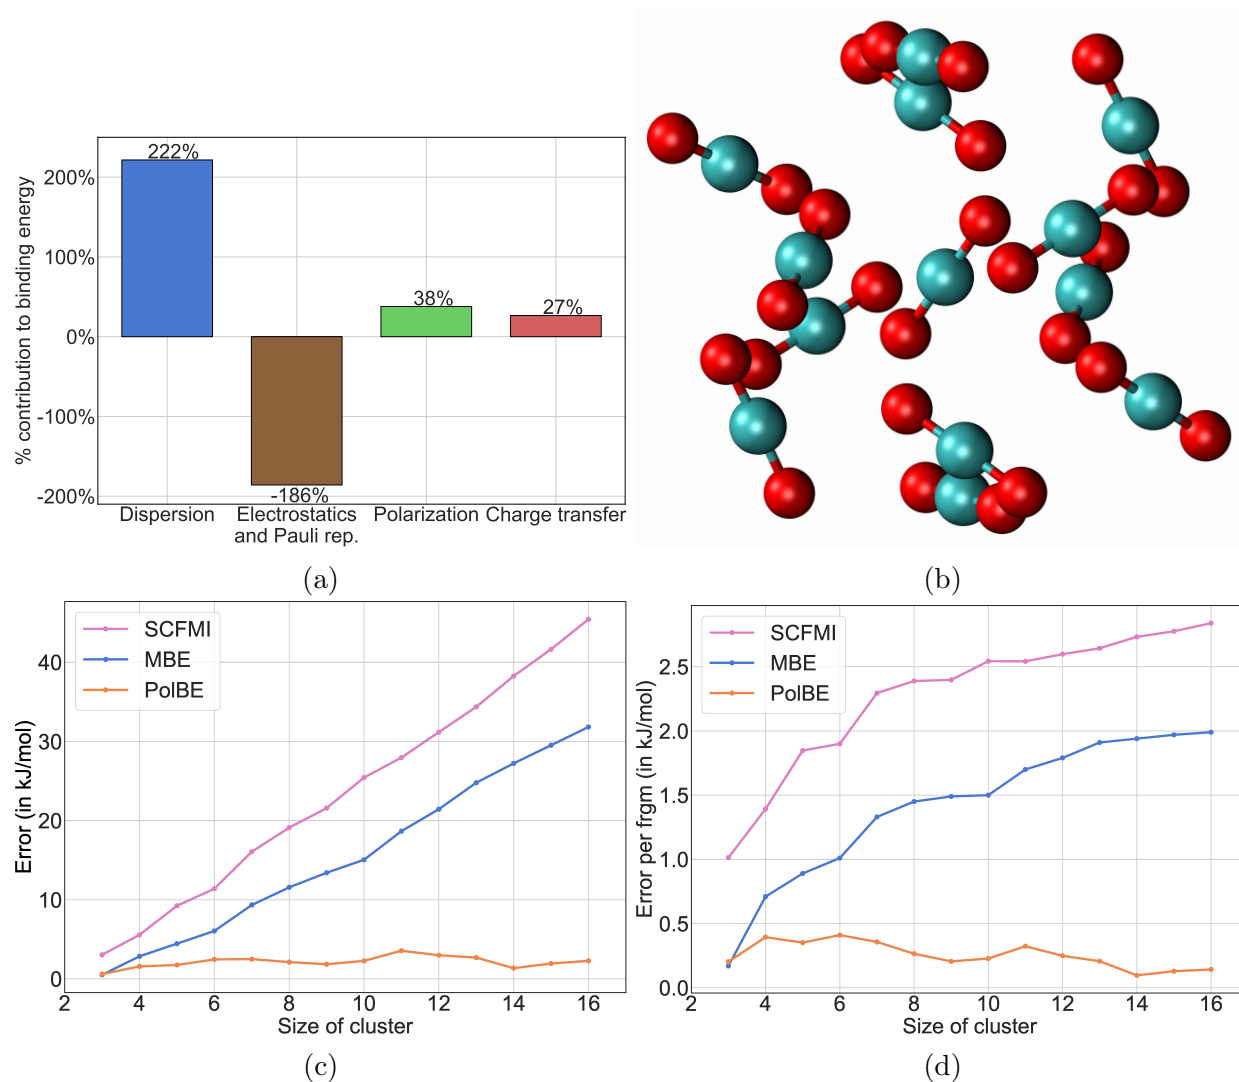 % contribution to binding energy
200%
100%
0%
-100%
-200%
222%
-186%
38%
27%
Dispersion
Electrostatics
and Pauli rep.
Polarization
Charge transfer
(a)
(b)
Error (in kJ/mol)
40
30
20
10
0
SCFMI
MBE
PolBE
2 4 6 8 10 12 14 16
Size of cluster
(c)
Error per frgm (in kJ/mol)
2.5
2.0
1.5
1.0
0.5
0.0
SCFMI
MBE
PolBE
2 4 6 8 10 12 14 16
Size of cluster
(d)